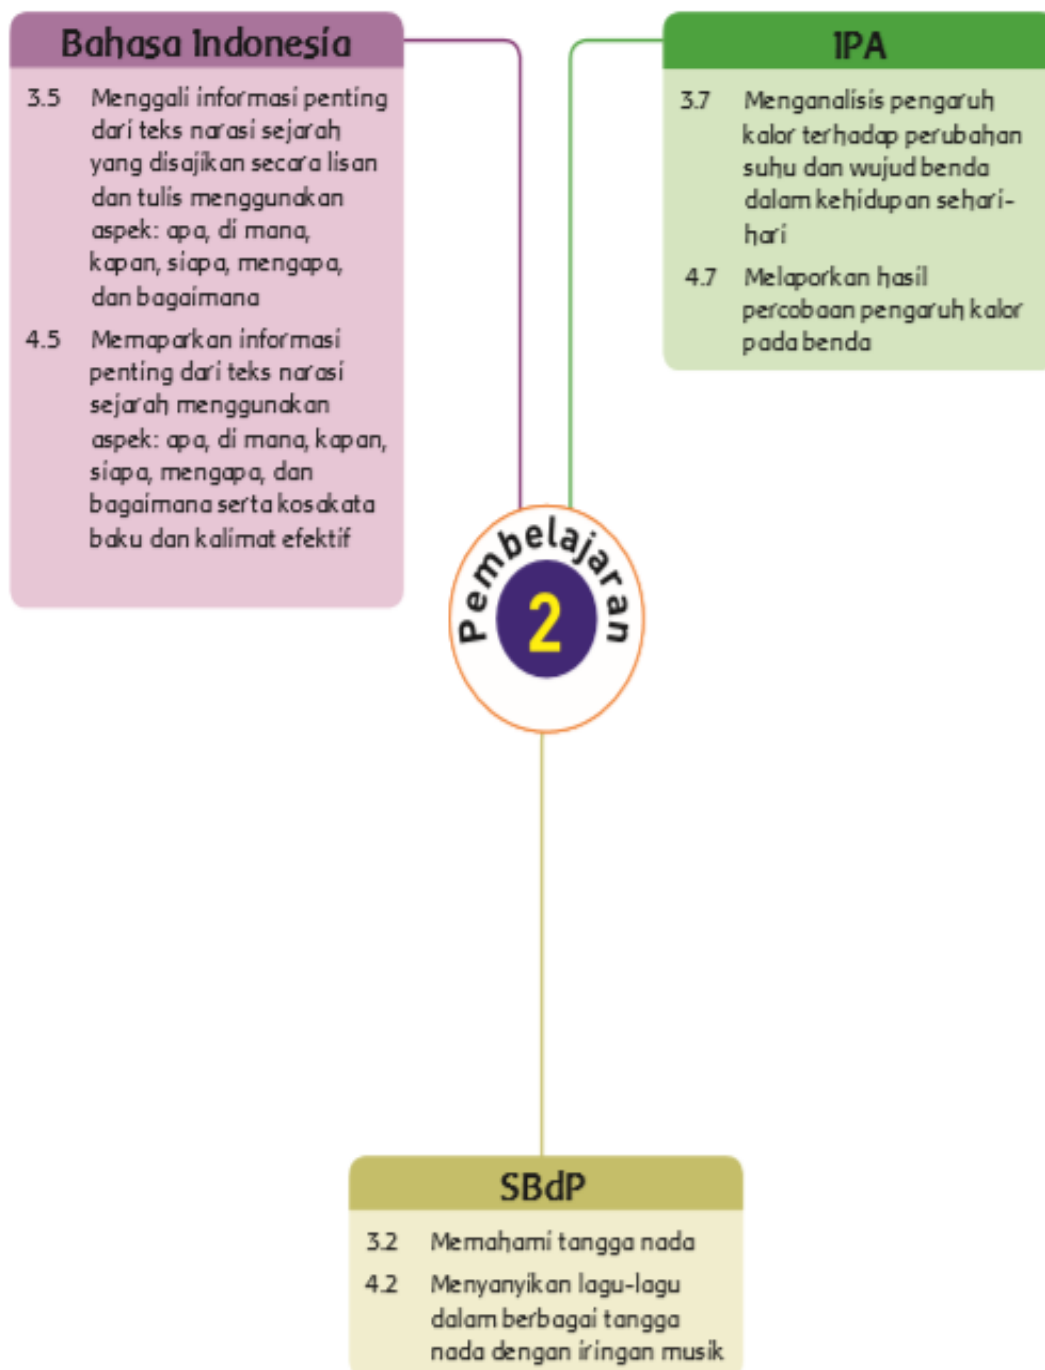 Bahasa Indonesia
3.5 Menggali informasi penting
dari teks narasi sejarah
yang disajikan secara lisan
dan tulis menggunakan
aspek: apa, di mana,
kapan, siapa, mengapa,
dan bagaimana
4.5 Memaparkan informasi
penting dari teks narasi
sejarah menggunakan
aspek: apa, di mana, kapan,
siapa, mengapa, dan
bagaimana serta kosakata
baku dan kalimat efektif
IPA
3.7 Menganalisis pengaruh
kalor terhadap perubahan
suhu dan wujud benda
dalam kehidupan sehari-
hari
4.7 Melaporkan hasil
percobaan pengaruh kalor
pada benda
Pembelajaran
2
SBdP
3.2 Memahami tangga nada
4.2 Menyanyikan lagu-lagu
dalam berbagai tangga
nada dengan iringan musik